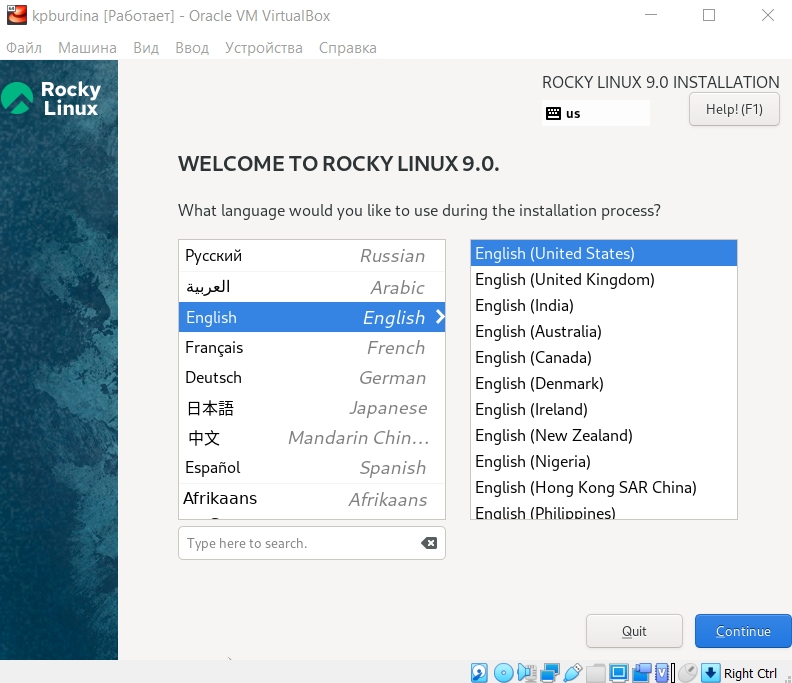 kpburdina [Работает] - Oracle VM VirtualBox
Файл Машина Вид Ввод Устройства Справка
Rocky
Linux
ROCKY LINUX 9.0 INSTALLATION
us
Help! (F1)
WELCOME TO ROCKY LINUX 9.0.
What language would you like to use during the installation process?
Русский Russian
العربية Arabic
English English
Français French
Deutsch German
日本語 Japanese
中文 Mandarin Chin...
Español Spanish
Afrikaans Afrikaans
English (United States)
English (United Kingdom)
English (India)
English (Australia)
English (Canada)
English (Denmark)
English (Ireland)
English (New Zealand)
English (Nigeria)
English (Hong Kong SAR China)
English (Philippines)
Type here to search.
Quit
Continue
Right Ctrl